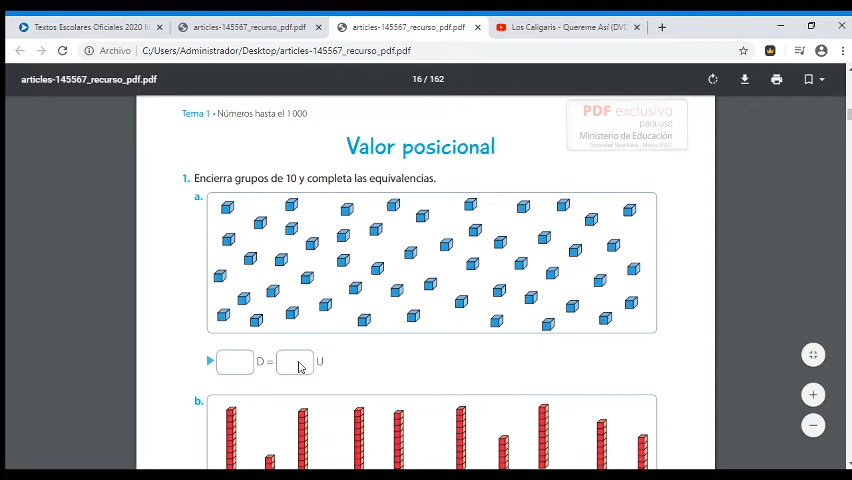 Textos Escolares Oficiales 2020 lil
articles-145567_recurso_pdf.pdf
articles-145567_recurso_pdf.pdf
Los Caligaris - Quereme Así (DVD
Archivo
C:/Users/Administrador/Desktop/articles-145567_recurso_pdf.pdf
articles-145567_recurso_pdf.pdf
16 / 162
Tema 1 • Números hasta el 1 000
PDF exclusivo
para uso
Ministerio de Educación
Valor posicional
1. Encierra grupos de 10 y completa las equivalencias.
a.
D = U
b.